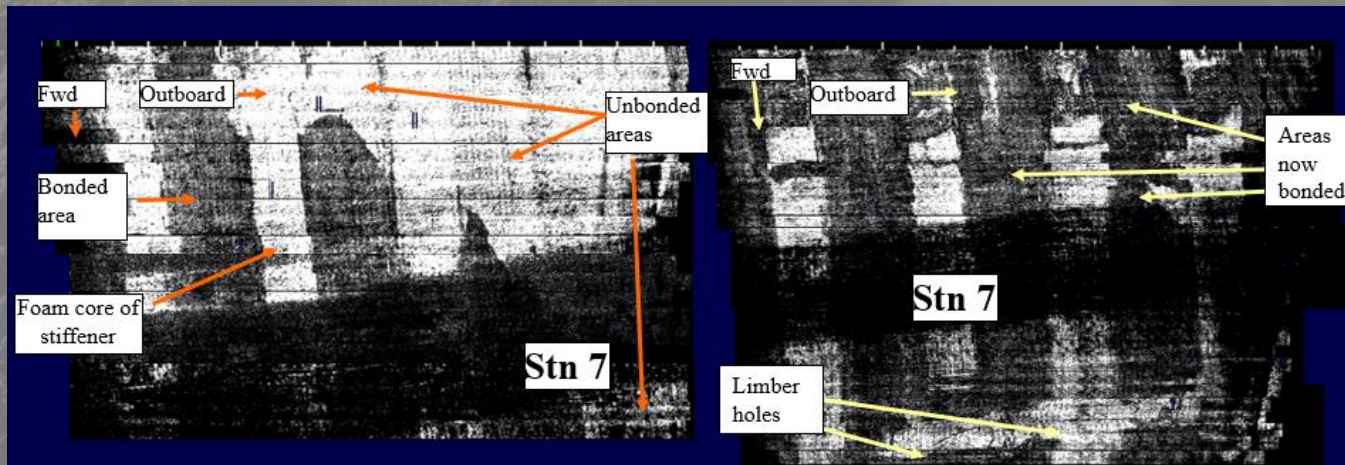 Fwd
Outboard
Unbonded
areas
Bonded
area
Foam core of
stiffener
Stn 7
Fwd
Outboard
Areas
now
bonded
Stn 7
Limber
holes